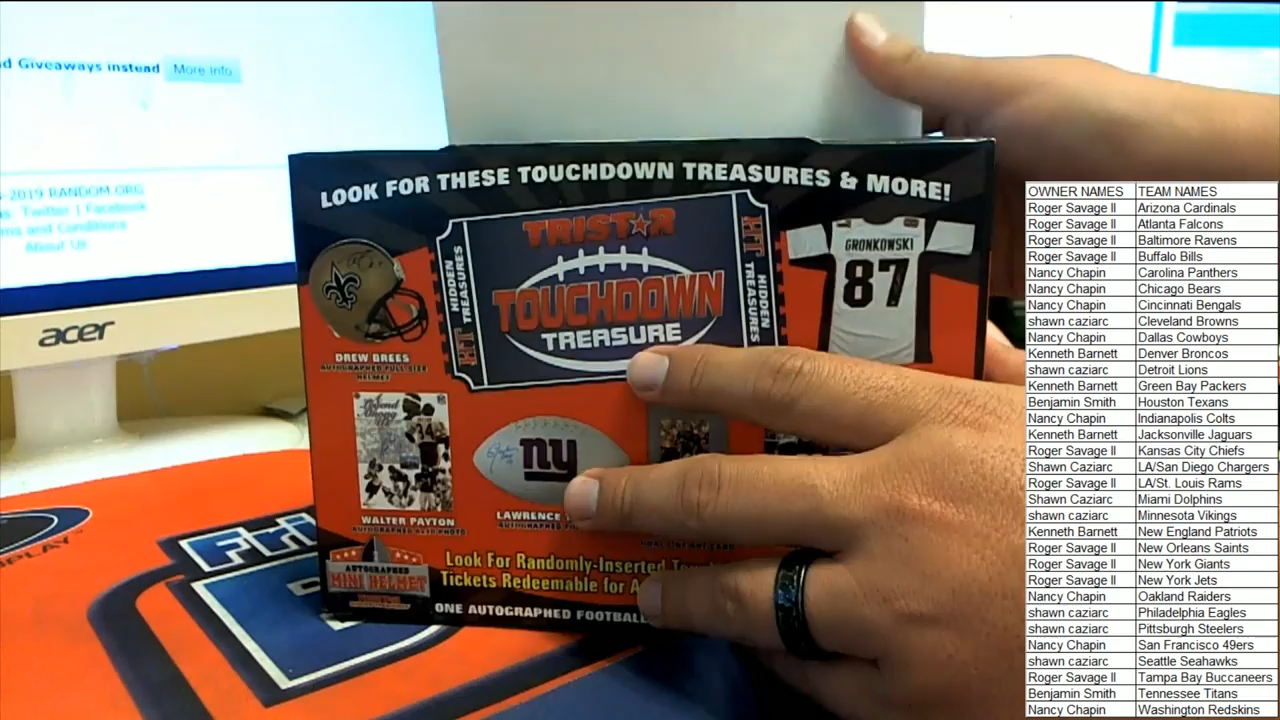 d Giveaways instead More Info
-2019 RANDOM.ORG
Twitter | Facebook
ms and Conditions
About Us
acer
LOOK FOR THESE TOUCHDOWN TREASURES & MORE!
TRISTAR
TOUCHDOWN
TREASURE
HIDDEN TREASURES
HT
HT
HIDDEN TREASURES
GRONKOWSKI
87
DREW BREES
AUTOGRAPHED FULL SIZE
HELMET
ny
WALTER PAYTON
AUTOGRAPHED 8X10 PHOTO
LAWRENCE
AUTOGRAPHED
AUTOGRAPHED
MINI HELMET
Look For Randomly-Inserted
Tickets Redeemable for
ONE AUTOGRAPHED FOOTBALL
Fri
PLAY
OWNER NAMES TEAM NAMES
Roger Savage II Arizona Cardinals
Roger Savage II Atlanta Falcons
Roger Savage II Baltimore Ravens
Roger Savage II Buffalo Bills
Nancy Chapin Carolina Panthers
Nancy Chapin Chicago Bears
Nancy Chapin Cincinnati Bengals
shawn caziarc Cleveland Browns
Nancy Chapin Dallas Cowboys
Kenneth Barnett Denver Broncos
shawn caziarc Detroit Lions
Kenneth Barnett Green Bay Packers
Benjamin Smith Houston Texans
Nancy Chapin Indianapolis Colts
Kenneth Barnett Jacksonville Jaguars
Roger Savage II Kansas City Chiefs
Shawn Caziarc LA/San Diego Chargers
Roger Savage II LA/St. Louis Rams
Shawn Caziarc Miami Dolphins
shawn caziarc Minnesota Vikings
Kenneth Barnett New England Patriots
Roger Savage II New Orleans Saints
Roger Savage II New York Giants
Roger Savage II New York Jets
Nancy Chapin Oakland Raiders
shawn caziarc Philadelphia Eagles
shawn caziarc Pittsburgh Steelers
Nancy Chapin San Francisco 49ers
shawn caziarc Seattle Seahawks
Roger Savage II Tampa Bay Buccaneers
Benjamin Smith Tennessee Titans
Nancy Chapin Washington Redskins